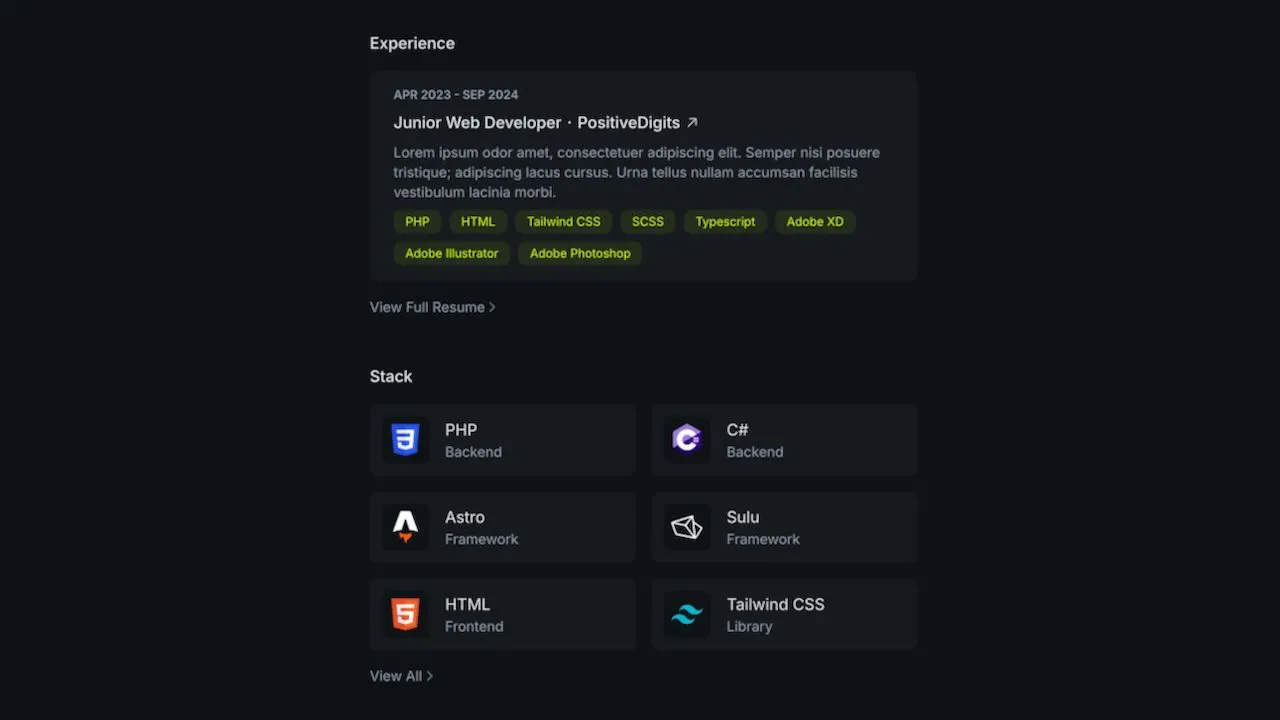 Experience
APR 2023 - SEP 2024
Junior Web Developer · PositiveDigits ↗
Lorem ipsum odor amet, consectetuer adipiscing elit. Semper nisi posuere
tristique; adipiscing lacus cursus. Urna tellus nullam accumsan facilisis
vestibulum lacinia morbi.
PHP HTML Tailwind CSS SCSS Typescript Adobe XD
Adobe Illustrator Adobe Photoshop
View Full Resume >
Stack
PHP
Backend
C#
Backend
Astro
Framework
Sulu
Framework
HTML
Frontend
Tailwind CSS
Library
View All >